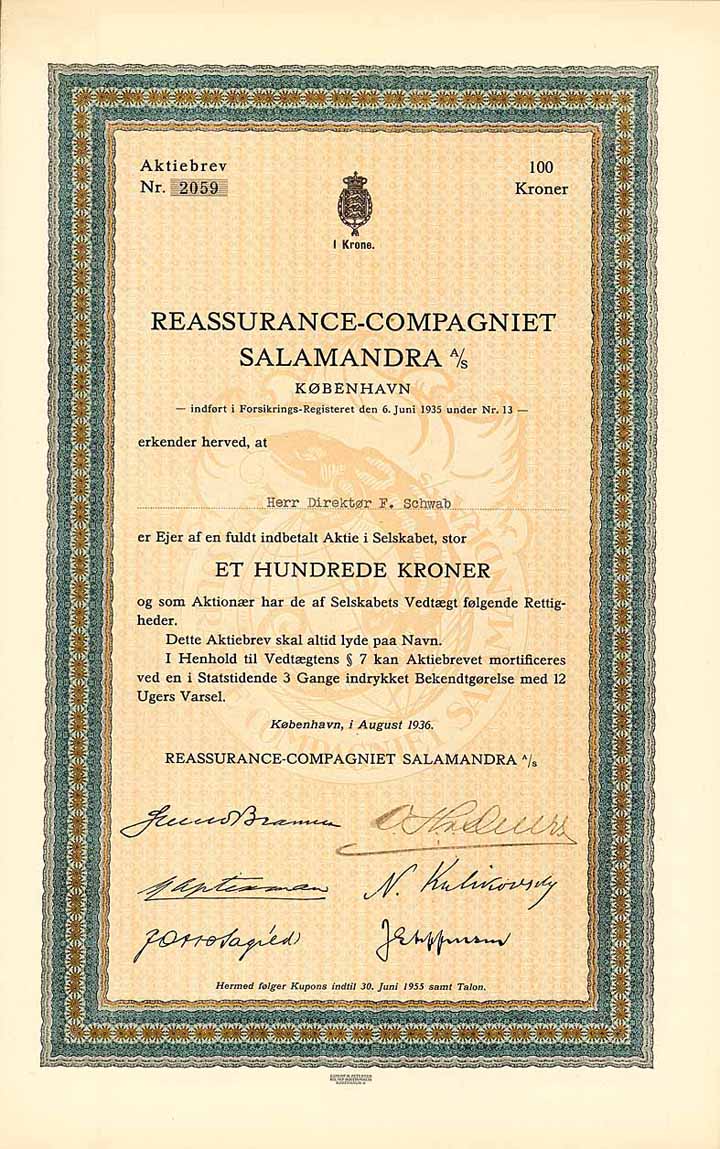 Aktiebrev
Nr. 2059
100
Kroner
I Krone.
REASSURANCE-COMPAGNIET
SALAMANDRA A/S
KØBENHAVN
— indført i Forsikrings-Registeret den 6. Juni 1935 under Nr. 13 —
erkender herved, at
Herr Direktør F. Schwab
er Ejer af en fuldt indbetalt Aktie i Selskabet, stor
ET HUNDREDE KRONER
og som Aktionær har de af Selskabets Vedtægt følgende Rettig-
heder.
Dette Aktiebrev skal altid lyde paa Navn.
I Henhold til Vedtægtens § 7 kan Aktiebrevet mortificeres
ved en i Statstidende 3 Gange indrykket Bekendtgørelse med 12
Ugers Varsel.
København, i August 1936.
REASSURANCE-COMPAGNIET SALAMANDRA A/S
N. Kulikovsky
Hermed følger Kupons indtil 30. Juni 1955 samt Talon.